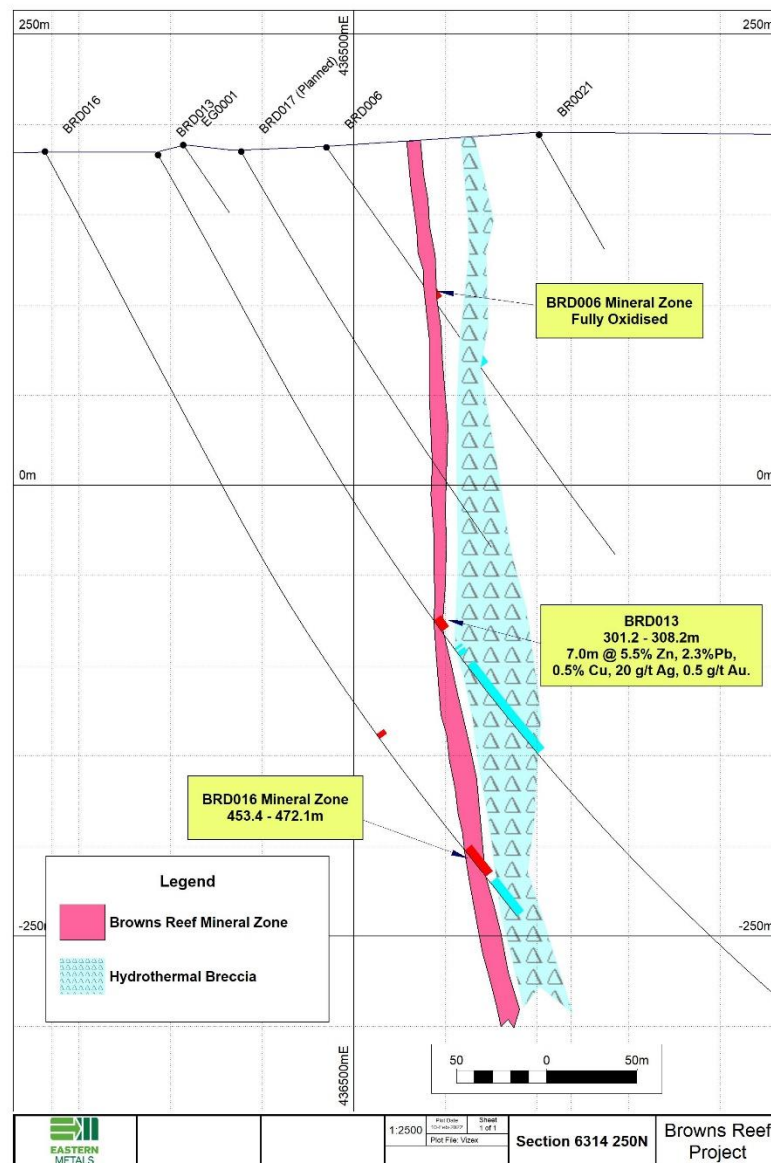 250m
436500mE
250m
BRD016
BRD013
EG0001
BRD017 (Planned)
BRD006
BR0021
BRD006 Mineral Zone
Fully Oxidised
0m
0m
BRD013
301.2 - 308.2m
7.0m @ 5.5% Zn, 2.3%Pb,
0.5% Cu, 20 g/t Ag, 0.5 g/t Au.
BRD016 Mineral Zone
453.4 - 472.1m
Legend
Browns Reef Mineral Zone
Hydrothermal Breccia
-250m
-250m
436500mE
50
0
50m
EASTERN
METALS
1:2500
Plot Date
Sheet
1 of 1
Plot File: Vizex
Section 6314 250N
Browns Reef
Project